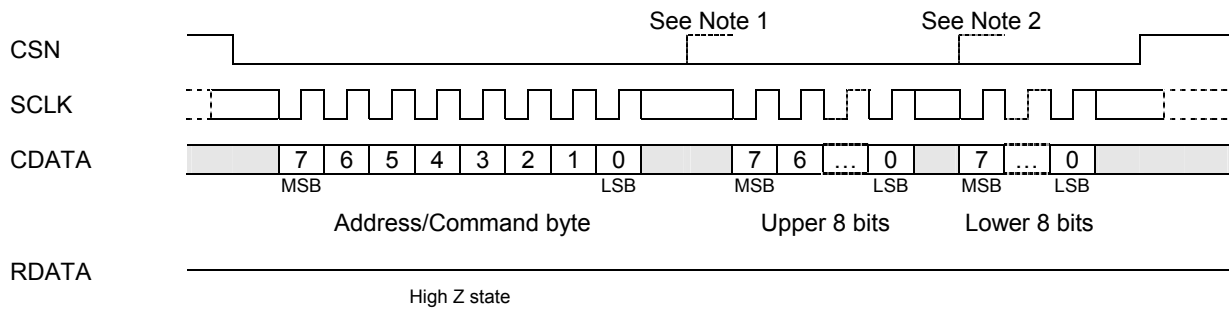 See Note 1 See Note 2
CSN
SCLK
CDATA 7 6 5 4 3 2 1 0 7 6 … 0 7 … 0
MSB LSB MSB LSB MSB LSB
Address/Command byte Upper 8 bits Lower 8 bits
RDATA
High Z state